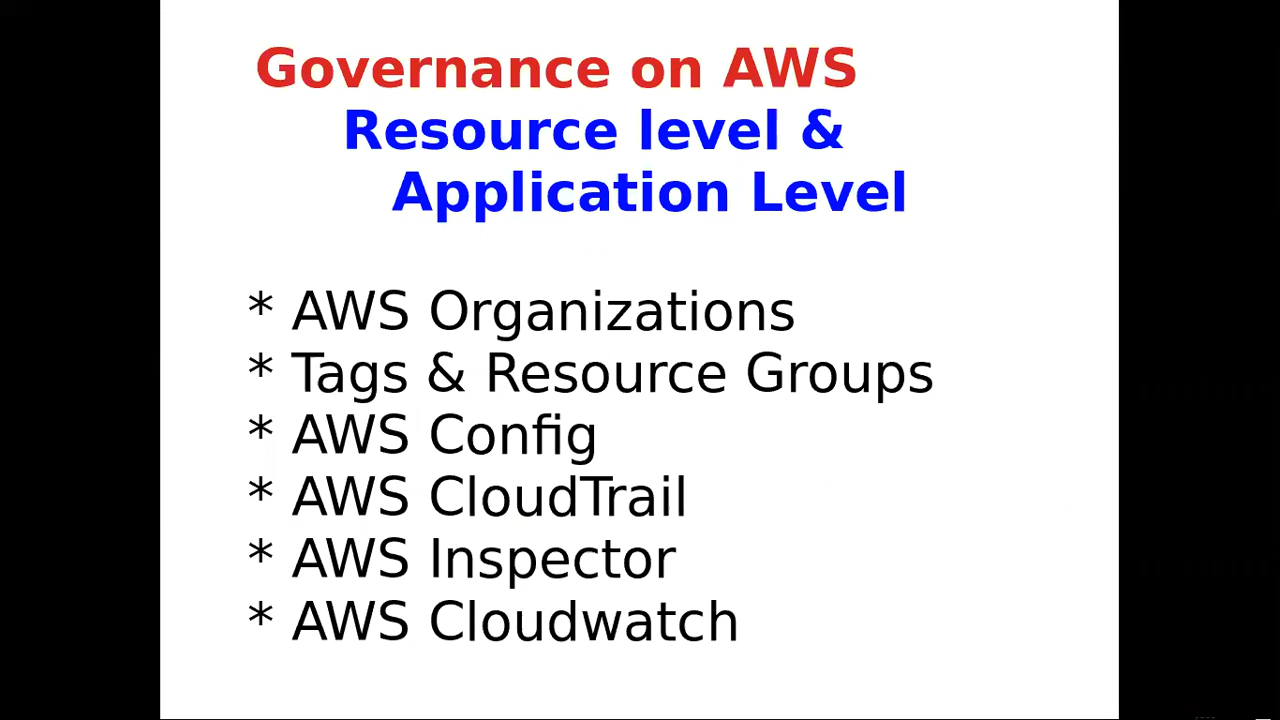 Governance on AWS
Resource level &
Application Level
* AWS Organizations
* Tags & Resource Groups
* AWS Config
* AWS CloudTrail
* AWS Inspector
* AWS Cloudwatch